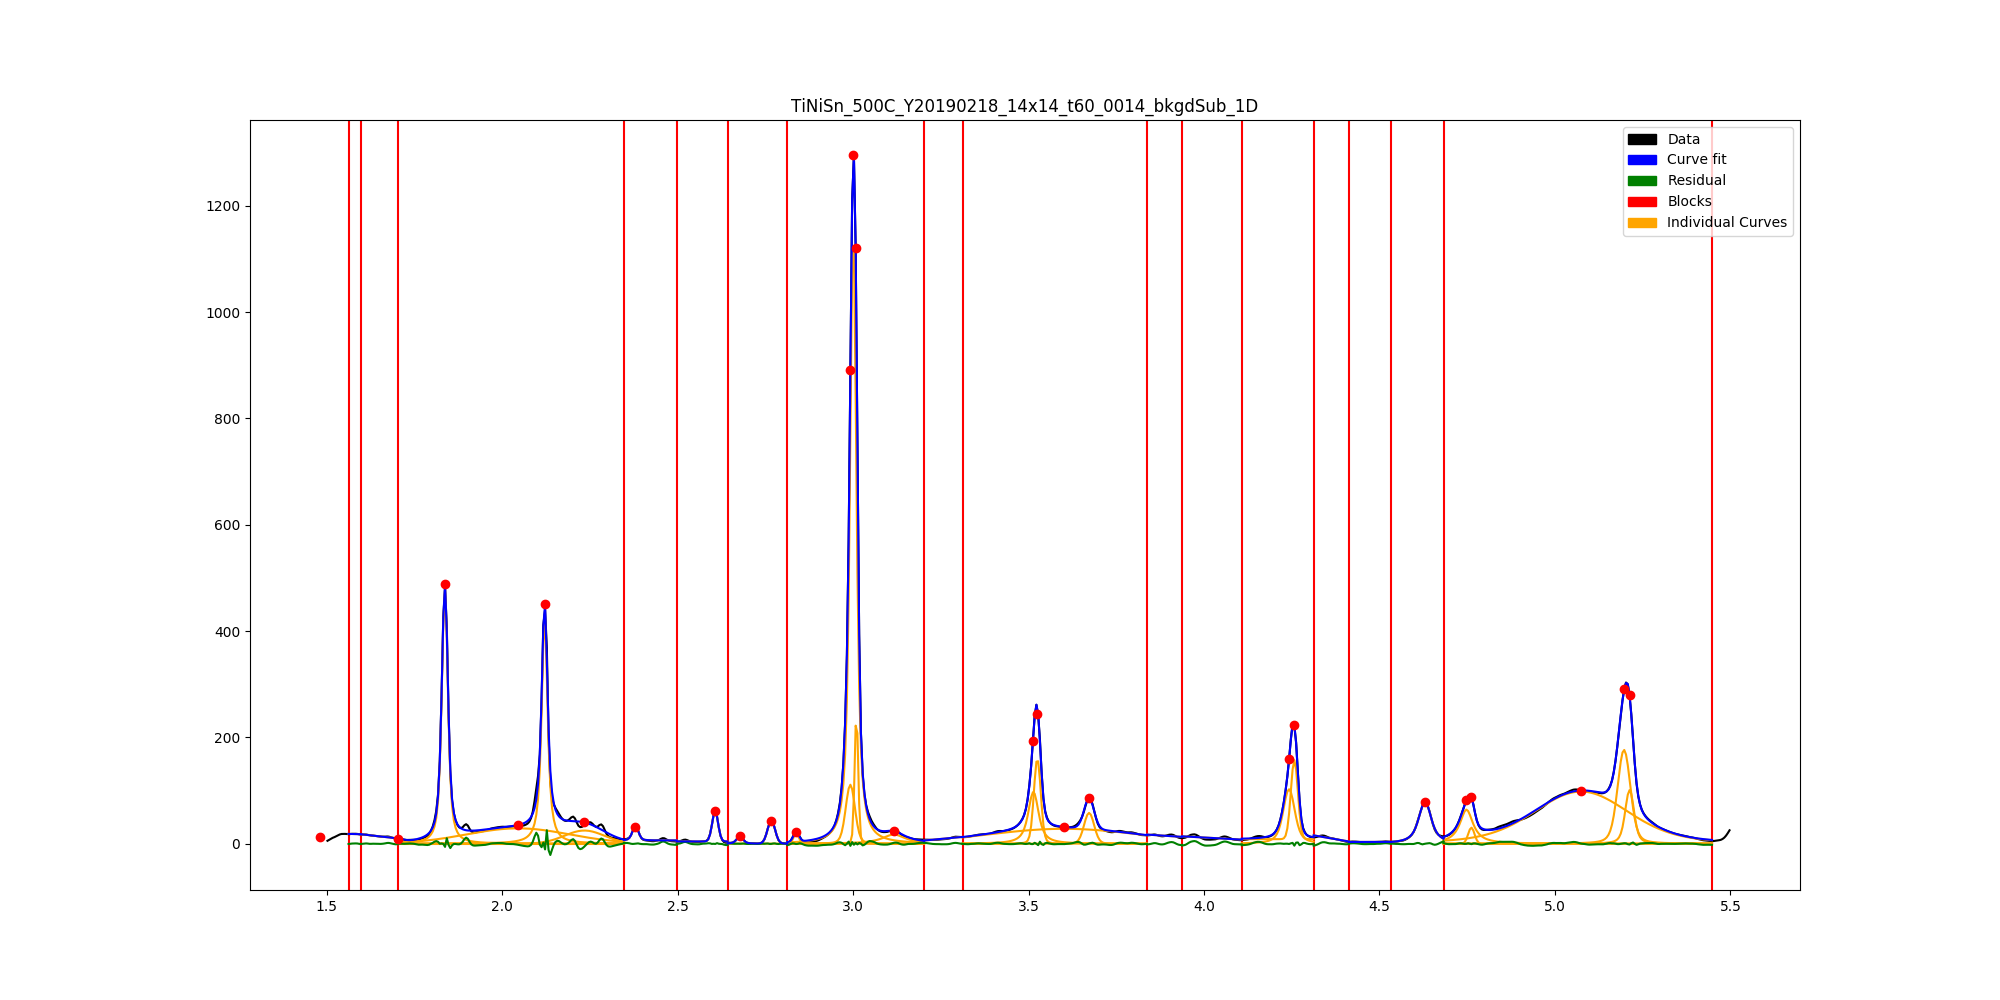 TiNiSn_500C_Y20190218_14x14_t60_0014_bkgdSub_1D
Data
Curve fit
Residual
Blocks
Individual Curves
1200
1000
800
600
400
200
0
1.5 2.0 2.5 3.0 3.5 4.0 4.5 5.0 5.5